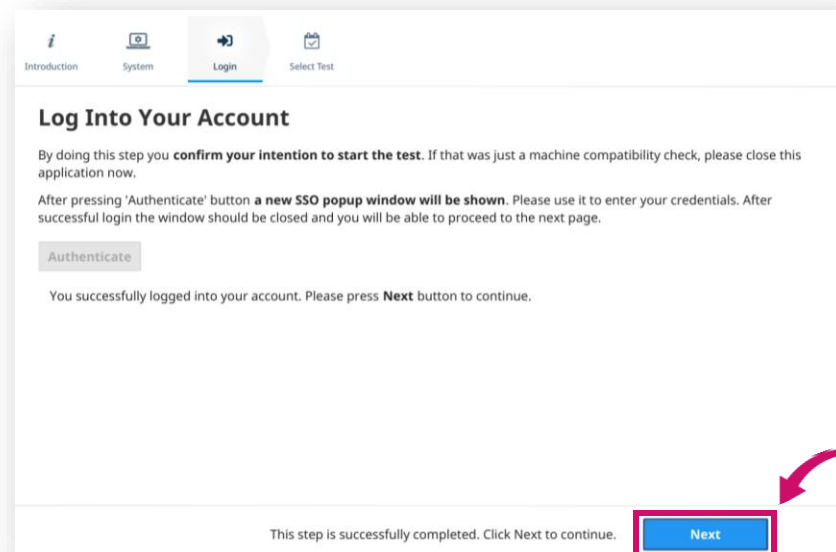 Introduction
System
Login
Select Test
Log Into Your Account
By doing this step you confirm your intention to start the test. If that was just a machine compatibility check, please close this
application now.
After pressing 'Authenticate' button a new SSO popup window will be shown. Please use it to enter your credentials. After
successful login the window should be closed and you will be able to proceed to the next page.
Authenticate
You successfully logged into your account. Please press Next button to continue.
This step is successfully completed. Click Next to continue.
Next